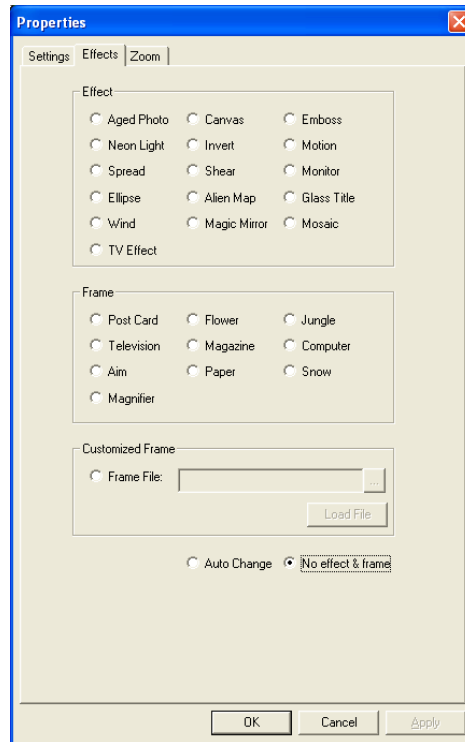 Properties
Settings Effects Zoom
Effect
Aged Photo Canvas Emboss
Neon Light Invert Motion
Spread Shear Monitor
Ellipse Alien Map Glass Title
Wind Magic Mirror Mosaic
TV Effect
Frame
Post Card Flower Jungle
Television Magazine Computer
Aim Paper Snow
Magnifier
Customized Frame
Frame File: ...
Load File
Auto Change No effect & frame
OK Cancel Apply